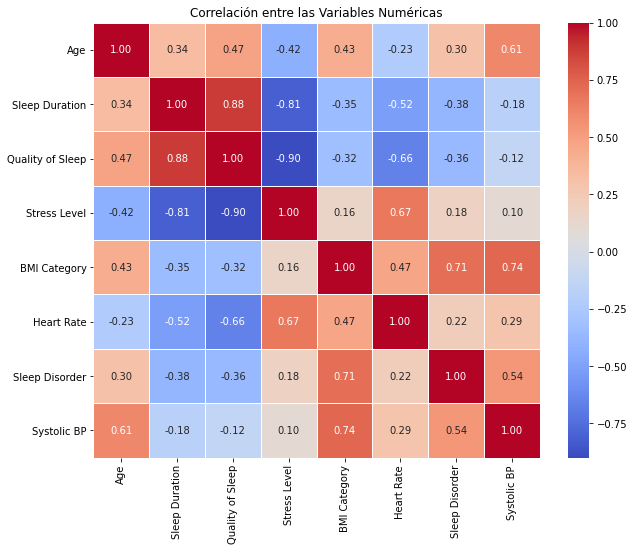 Correlación entre las Variables Numéricas
Age 1.00 0.34 0.47 -0.42 0.43 -0.23 0.30 0.61
Sleep Duration 0.34 1.00 0.88 -0.81 -0.35 -0.52 -0.38 -0.18
Quality of Sleep 0.47 0.88 1.00 -0.90 -0.32 -0.66 -0.36 -0.12
Stress Level -0.42 -0.81 -0.90 1.00 0.16 0.67 0.18 0.10
BMI Category 0.43 -0.35 -0.32 0.16 1.00 0.47 0.71 0.74
Heart Rate -0.23 -0.52 -0.66 0.67 0.47 1.00 0.22 0.29
Sleep Disorder 0.30 -0.38 -0.36 0.18 0.71 0.22 1.00 0.54
Systolic BP 0.61 -0.18 -0.12 0.10 0.74 0.29 0.54 1.00
Age
Sleep Duration
Quality of Sleep
Stress Level
BMI Category
Heart Rate
Sleep Disorder
Systolic BP
1.00
0.75
0.50
0.25
0.00
−0.25
−0.50
−0.75